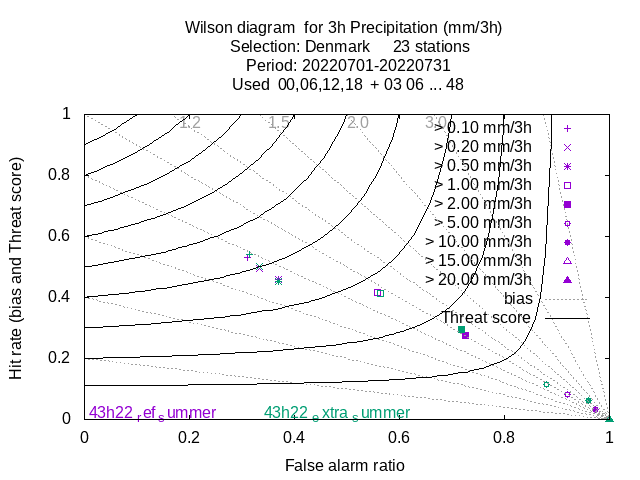 Wilson diagram for 3h Precipitation (mm/3h)
Selection: Denmark 23 stations
Period: 20220701-20220731
Used 00,06,12,18 + 03 06 ... 48
Hit rate (bias and Threat score)
1
0.8
0.6
0.4
0.2
0
1.2 1.5 2.0 3.0
> 0.10 mm/3h
> 0.20 mm/3h
> 0.50 mm/3h
> 1.00 mm/3h
> 2.00 mm/3h
> 5.00 mm/3h
> 10.00 mm/3h
> 15.00 mm/3h
> 20.00 mm/3h
bias
Threat score
43h22_ref_summer 43h22_extra_summer
0 0.2 0.4 0.6 0.8 1
False alarm ratio